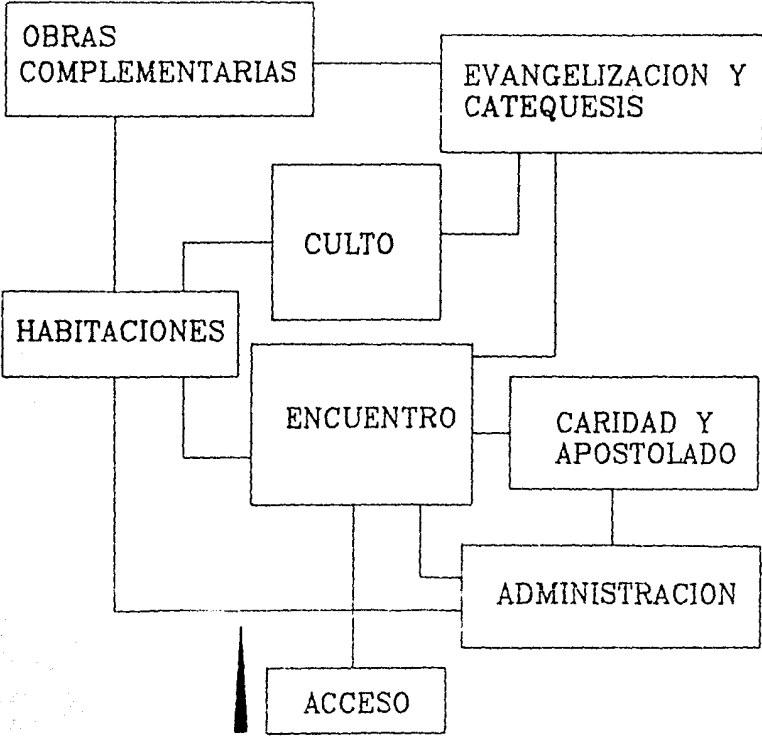 OBRAS
COMPLEMENTARIAS
EVANGELIZACION Y
CATEQUESIS
CULTO
HABITACIONES
ENCUENTRO
CARIDAD Y
APOSTOLADO
ADMINISTRACION
ACCESO